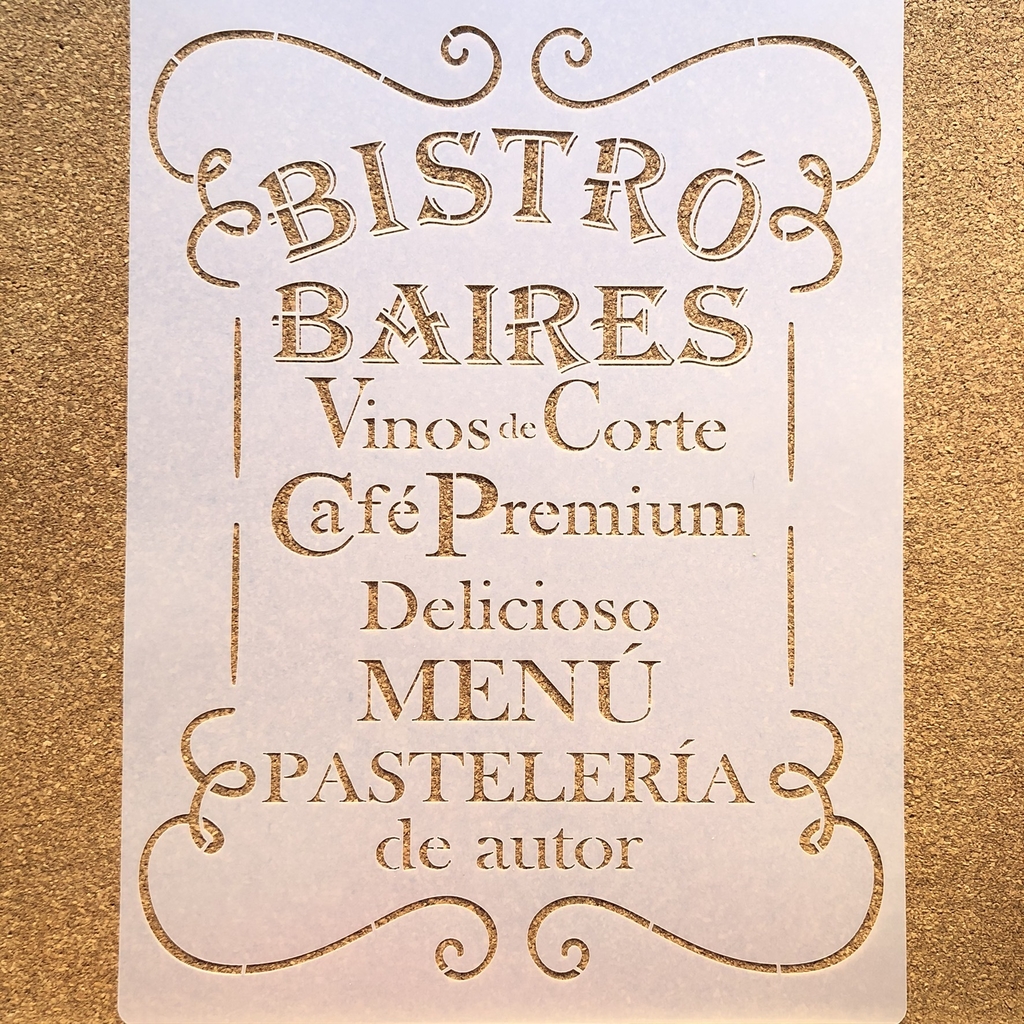 BISTRÓ
BAIRES
Vinos de Corte
Café Premium
Delicioso
MENÚ
PASTELERÍA
de autor